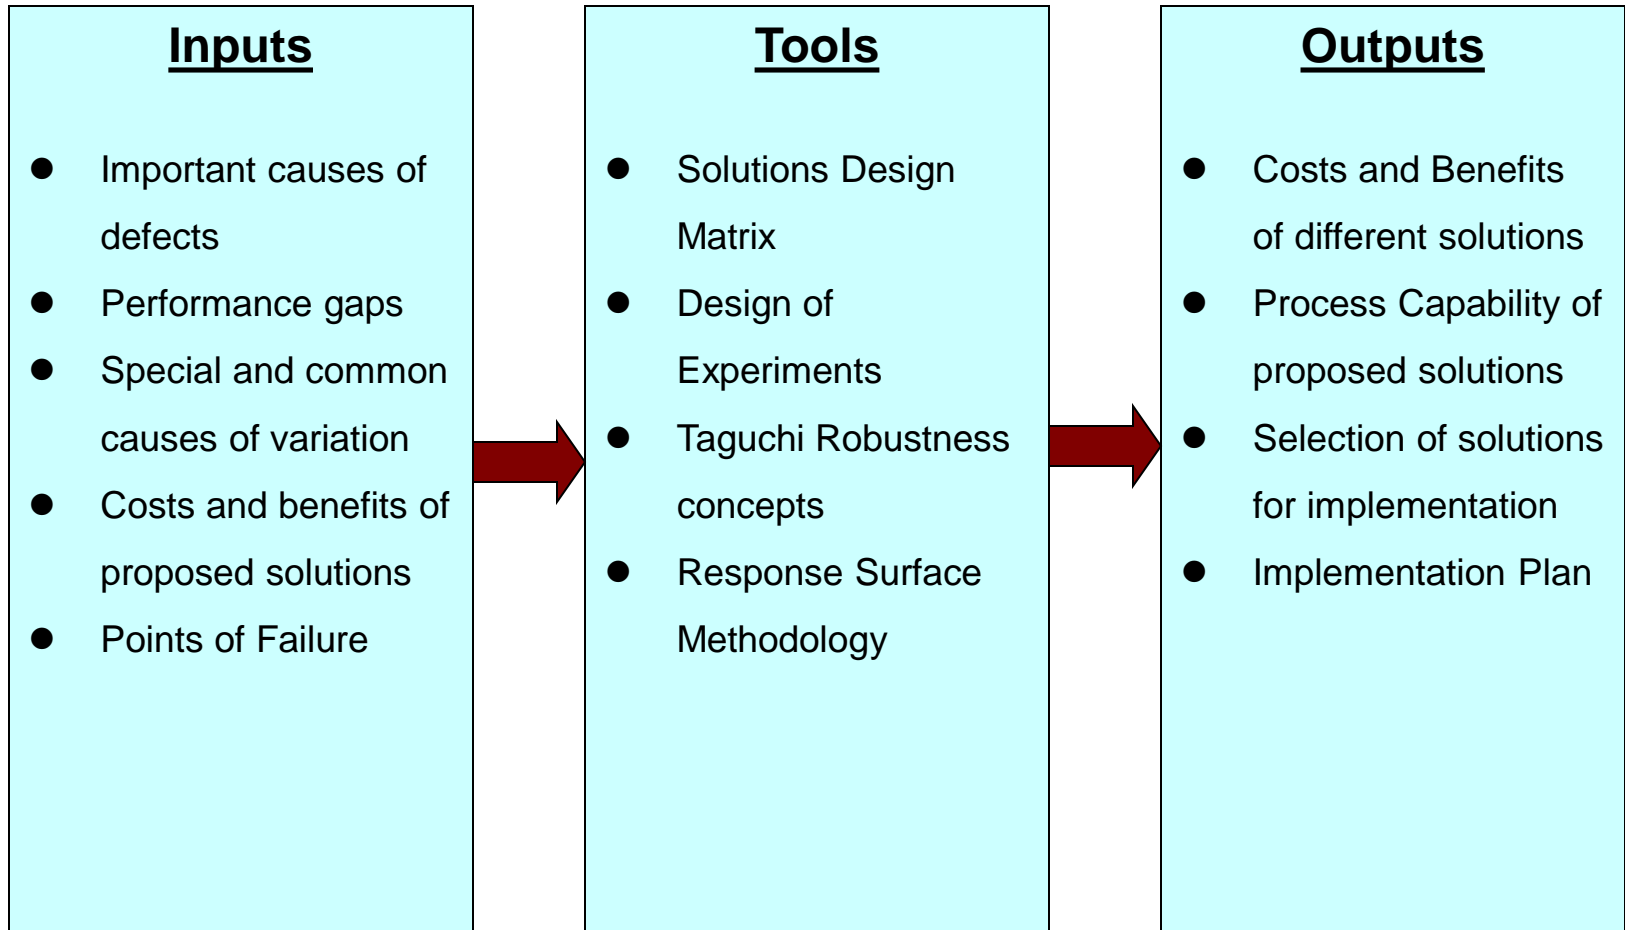 Inputs
● Important causes of
defects
● Performance gaps
● Special and common
causes of variation
● Costs and benefits of
proposed solutions
● Points of Failure
Tools
● Solutions Design
Matrix
● Design of
Experiments
● Taguchi Robustness
concepts
● Response Surface
Methodology
Outputs
● Costs and Benefits
of different solutions
● Process Capability of
proposed solutions
● Selection of solutions
for implementation
● Implementation Plan